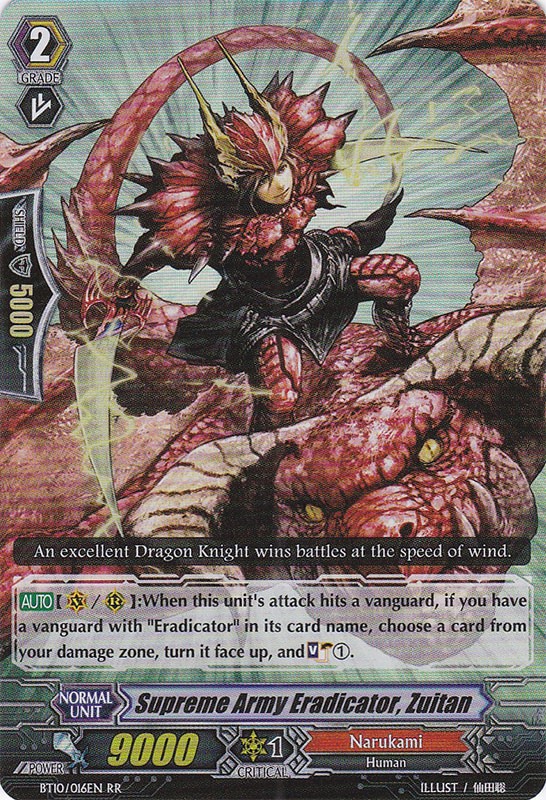 2
GRADE
SHIELD
5000
An excellent Dragon Knight wins battles at the speed of wind.
AUTO [ / ]:When this unit's attack hits a vanguard, if you have
a vanguard with "Eradicator" in its card name, choose a card from
your damage zone, turn it face up, and V ①.
NORMAL
UNIT
Supreme Army Eradicator, Zuitan
POWER
9000
1
CRITICAL
Narukami
Human
BT10/016EN RR
ILLUST / 仙田聡